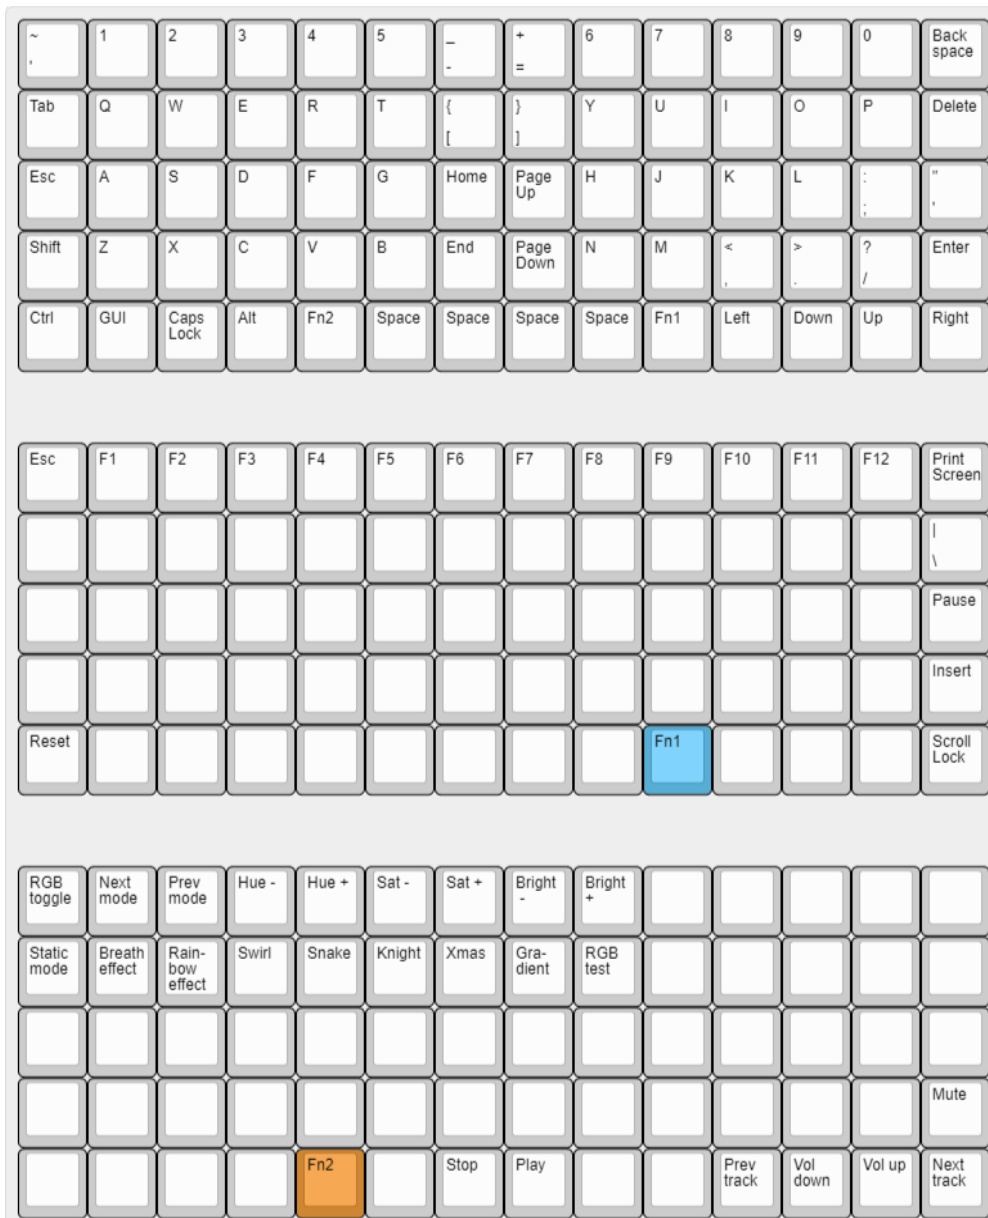 ~ 1 2 3 4 5 _ + 6 7 8 9 0 Back
' - = space
Tab Q W E R T { } Y U I O P Delete
[ ]
Esc A S D F G Home Page H J K L : "
Up ; '
Shift Z X C V B End Page N M < > ? Enter
Down , . /
Ctrl GUI Caps Alt Fn2 Space Space Space Space Fn1 Left Down Up Right
Lock
Esc F1 F2 F3 F4 F5 F6 F7 F8 F9 F10 F11 F12 Print
Screen
|
\
Pause
Insert
Reset Fn1 Scroll
Lock
RGB Next Prev Hue - Hue + Sat - Sat + Bright Bright
toggle mode mode - +
Static Breath Rain- Swirl Snake Knight Xmas Gra- RGB
mode effect bow dient test
effect
Mute
Fn2 Stop Play Prev Vol Vol up Next
track down track